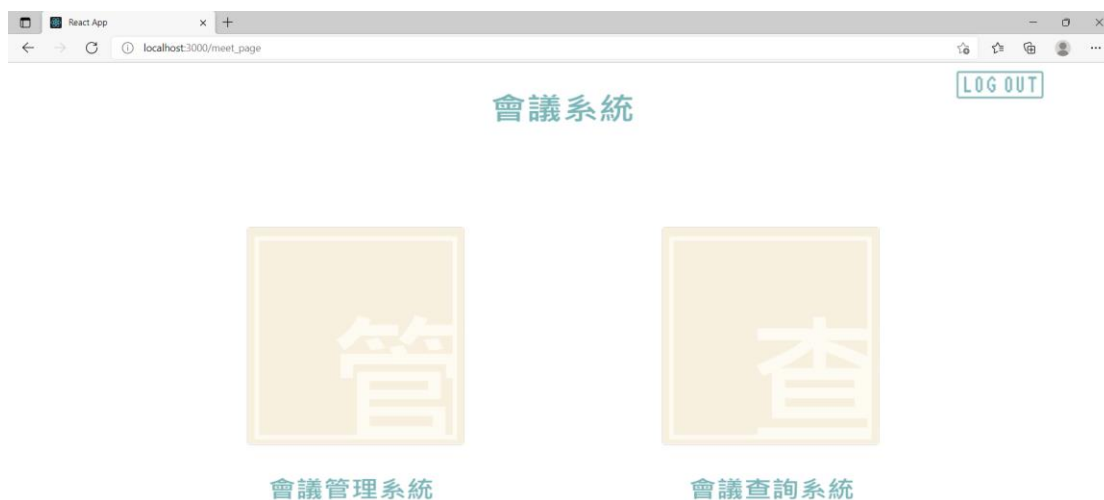 React App
localhost:3000/meet_page
LOG OUT
會議系統
管
查
會議管理系統
會議查詢系統